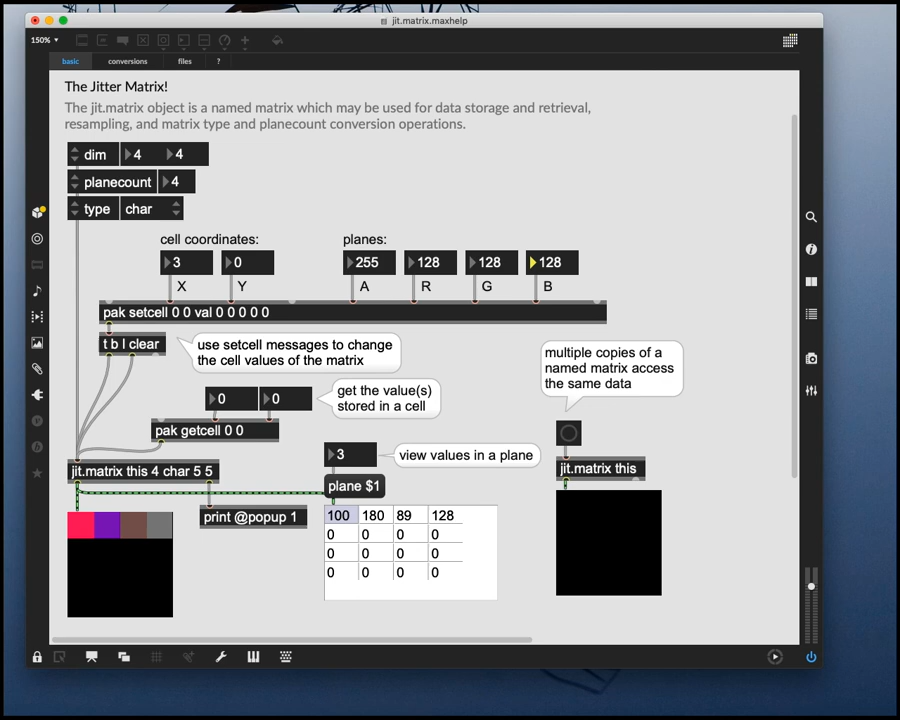 jit.matrix.maxhelp
150%
basic conversions files ?
The Jitter Matrix!
The jit.matrix object is a named matrix which may be used for data storage and retrieval,
resampling, and matrix type and planecount conversion operations.
dim 4 4
planecount 4
type char
cell coordinates: planes:
3 0 255 128 128 128
X Y A R G B
pak setcell 0 0 val 0 0 0 0 0
t b l clear
use setcell messages to change
the cell values of the matrix
multiple copies of a
named matrix access
the same data
0 0
get the value(s)
stored in a cell
pak getcell 0 0
3
view values in a plane
jit.matrix this 4 char 5 5
jit.matrix this
plane $1
print @popup 1
100 180 89 128
0 0 0 0
0 0 0 0
0 0 0 0